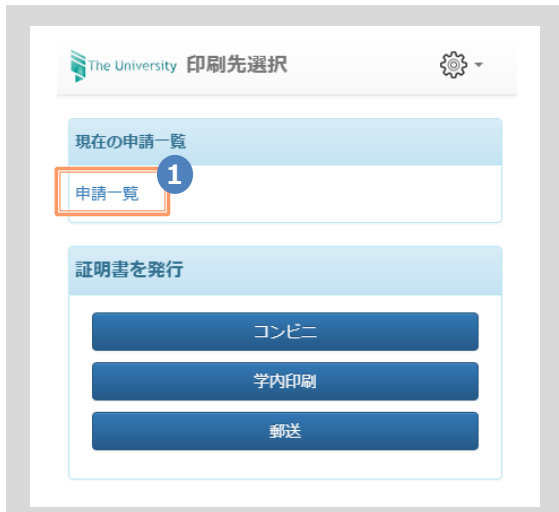 The University 印刷先選択
現在の申請一覧
1
申請一覧
証明書を発行
コンビニ
学内印刷
郵送